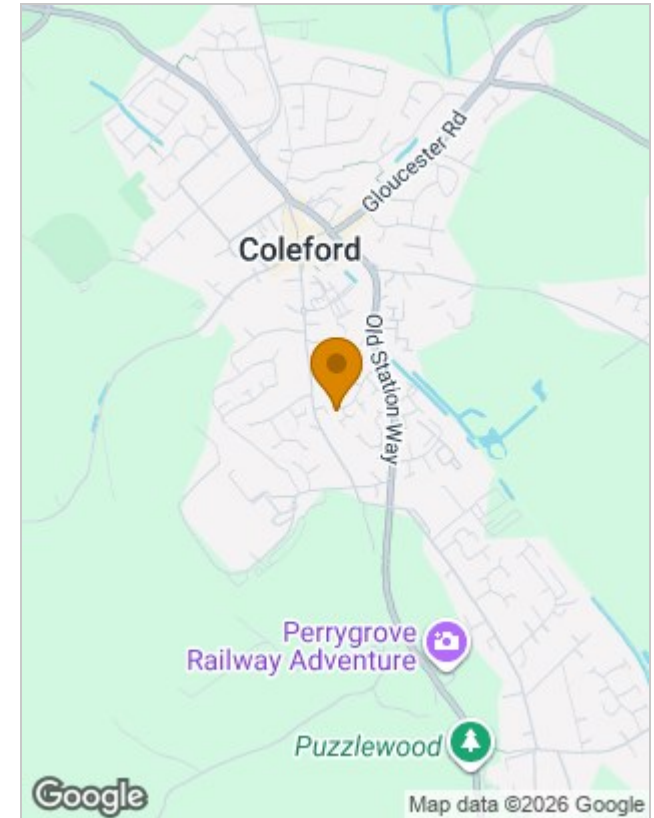 Gloucester Rd
Coleford
Old Station Way
Perrygrove
Railway Adventure
Puzzlewood
Google
Map data ©2026 Google